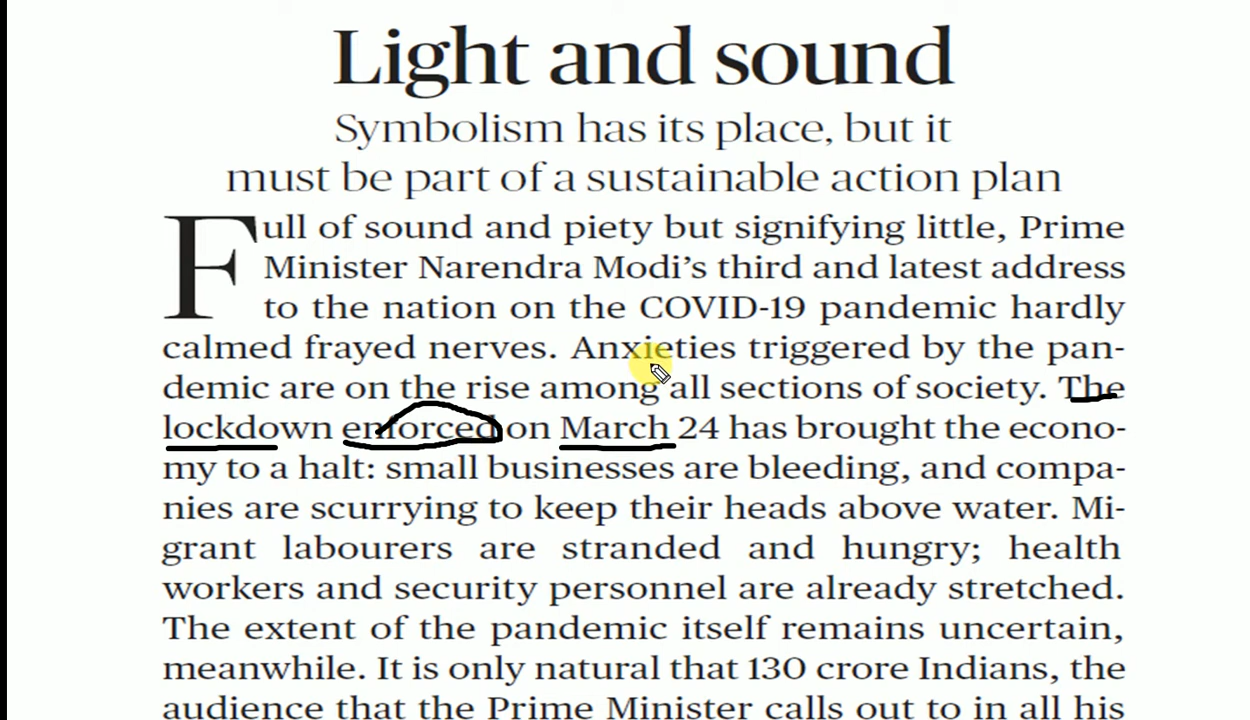 Light and sound
Symbolism has its place, but it
must be part of a sustainable action plan
Full of sound and piety but signifying little, Prime
Minister Narendra Modi’s third and latest address
to the nation on the COVID-19 pandemic hardly
calmed frayed nerves. Anxieties triggered by the pan-
demic are on the rise among all sections of society. The
lockdown enforced on March 24 has brought the econo-
my to a halt: small businesses are bleeding, and compa-
nies are scurrying to keep their heads above water. Mi-
grant labourers are stranded and hungry; health
workers and security personnel are already stretched.
The extent of the pandemic itself remains uncertain,
meanwhile. It is only natural that 130 crore Indians, the
audience that the Prime Minister calls out to in all his